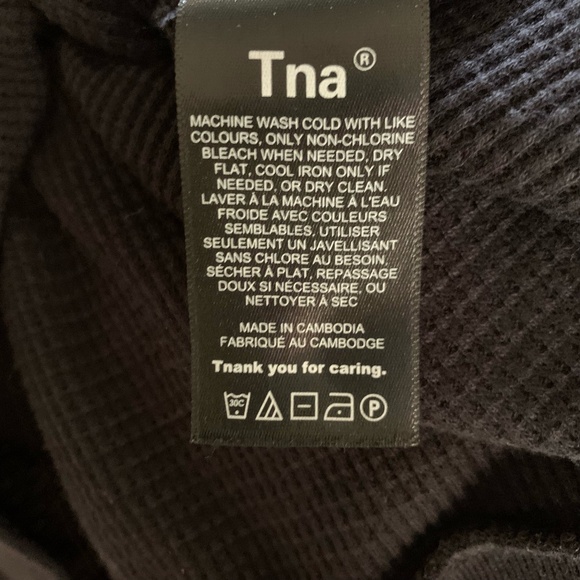 Tna®
MACHINE WASH COLD WITH LIKE
COLOURS, ONLY NON-CHLORINE
BLEACH WHEN NEEDED, DRY
FLAT, COOL IRON ONLY IF
NEEDED, OR DRY CLEAN.
LAVER À LA MACHINE À L'EAU
FROIDE AVEC COULEURS
SEMBLABLES, UTILISER
SEULEMENT UN JAVELLISANT
SANS CHLORE AU BESOIN,
SÉCHER À PLAT, REPASSAGE
DOUX SI NÉCESSAIRE, OU
NETTOYER À SEC
MADE IN CAMBODIA
FABRIQUÉ AU CAMBODGE
Tnank you for caring.
30C P